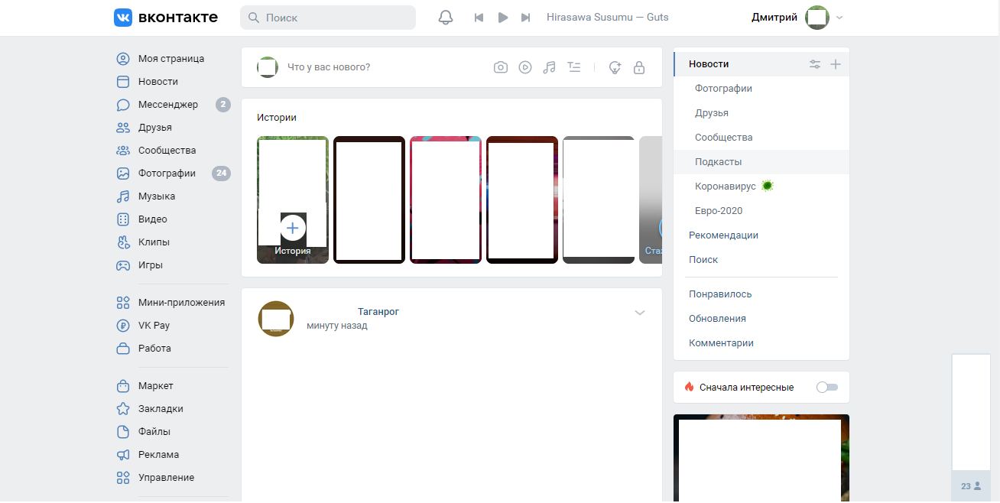 вконтакте
Поиск
Hirasawa Susumu — Guts
Дмитрий
Моя страница
Новости
Мессенджер
2
Друзья
Сообщества
Фотографии
24
Музыка
Видео
Клипы
Игры
Мини-приложения
VK Pay
Работа
Маркет
Закладки
Файлы
Реклама
Управление
Что у вас нового?
Истории
История
Ста
Таганрог
минуту назад
Новости
Фотографии
Друзья
Сообщества
Подкасты
Коронавирус
Евро-2020
Рекомендации
Поиск
Понравилось
Обновления
Комментарии
Сначала интересные
23